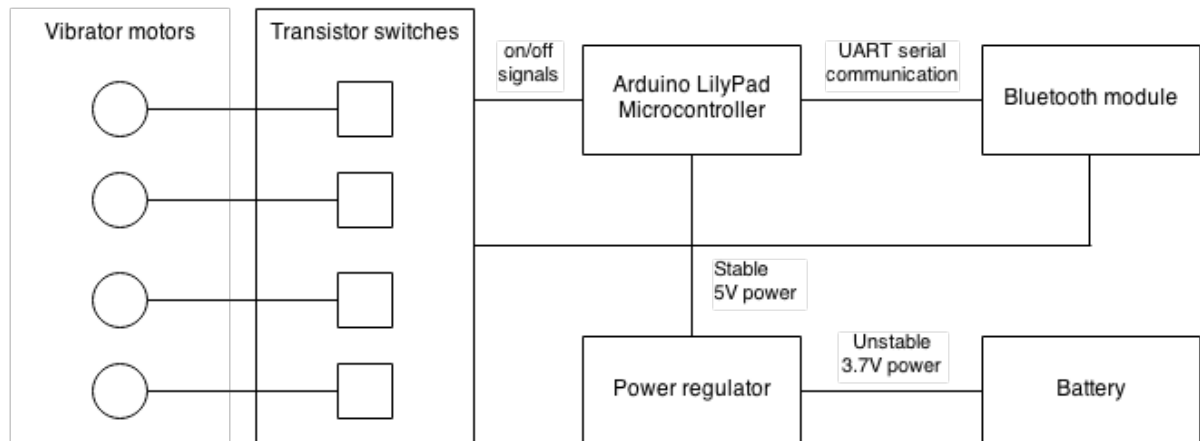 Vibrator motors
Transistor switches
on/off
signals
Arduino LilyPad
Microcontroller
UART serial
communication
Bluetooth module
Stable
5V power
Power regulator
Unstable
3.7V power
Battery